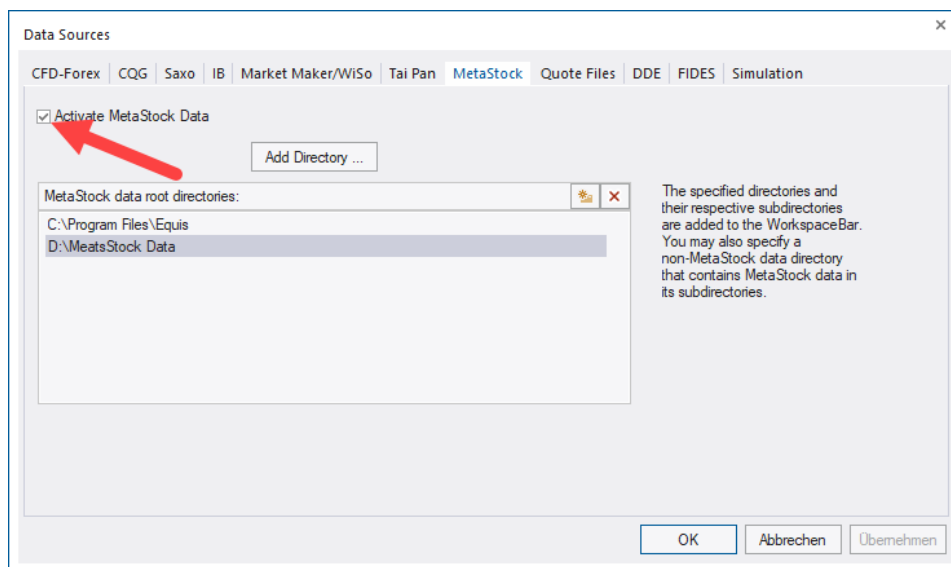 Data Sources
CFD-Forex CQG Saxo IB Market Maker/WiSo Tai Pan MetaStock Quote Files DDE FIDES Simulation
Activate MetaStock Data
Add Directory ...
MetaStock data root directories:
C:\Program Files\Equis
D:\MeatsStock Data
The specified directories and
their respective subdirectories
are added to the WorkspaceBar.
You may also specify a
non-MetaStock data directory
that contains MetaStock data in
its subdirectories.
OK Abbrechen Übernehmen